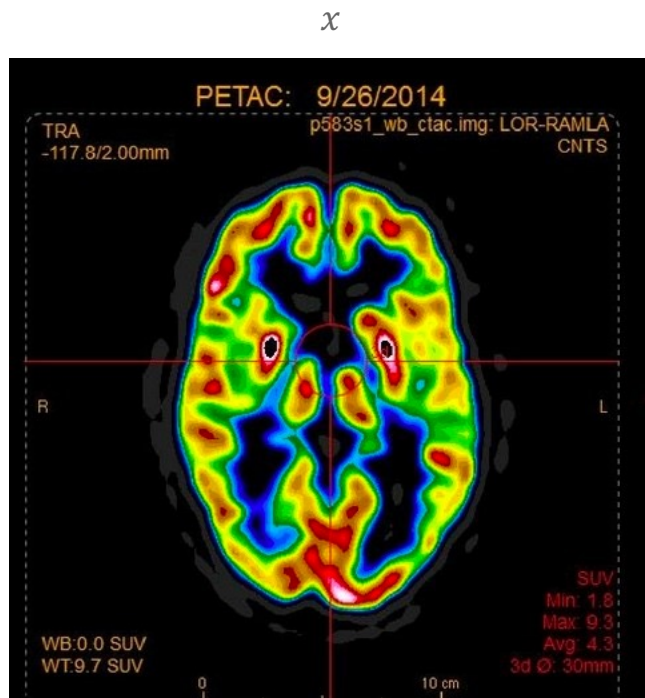 x
PETAC: 9/26/2014
TRA
-117.8/2.00mm
p583s1_wb_ctac.img: LOR-RAMLA
CNTS
R
L
SUV
Min: 1.8
Max: 9.3
Avg: 4.3
3d Ø: 30mm
WB:0.0 SUV
WT:9.7 SUV
0
10 cm